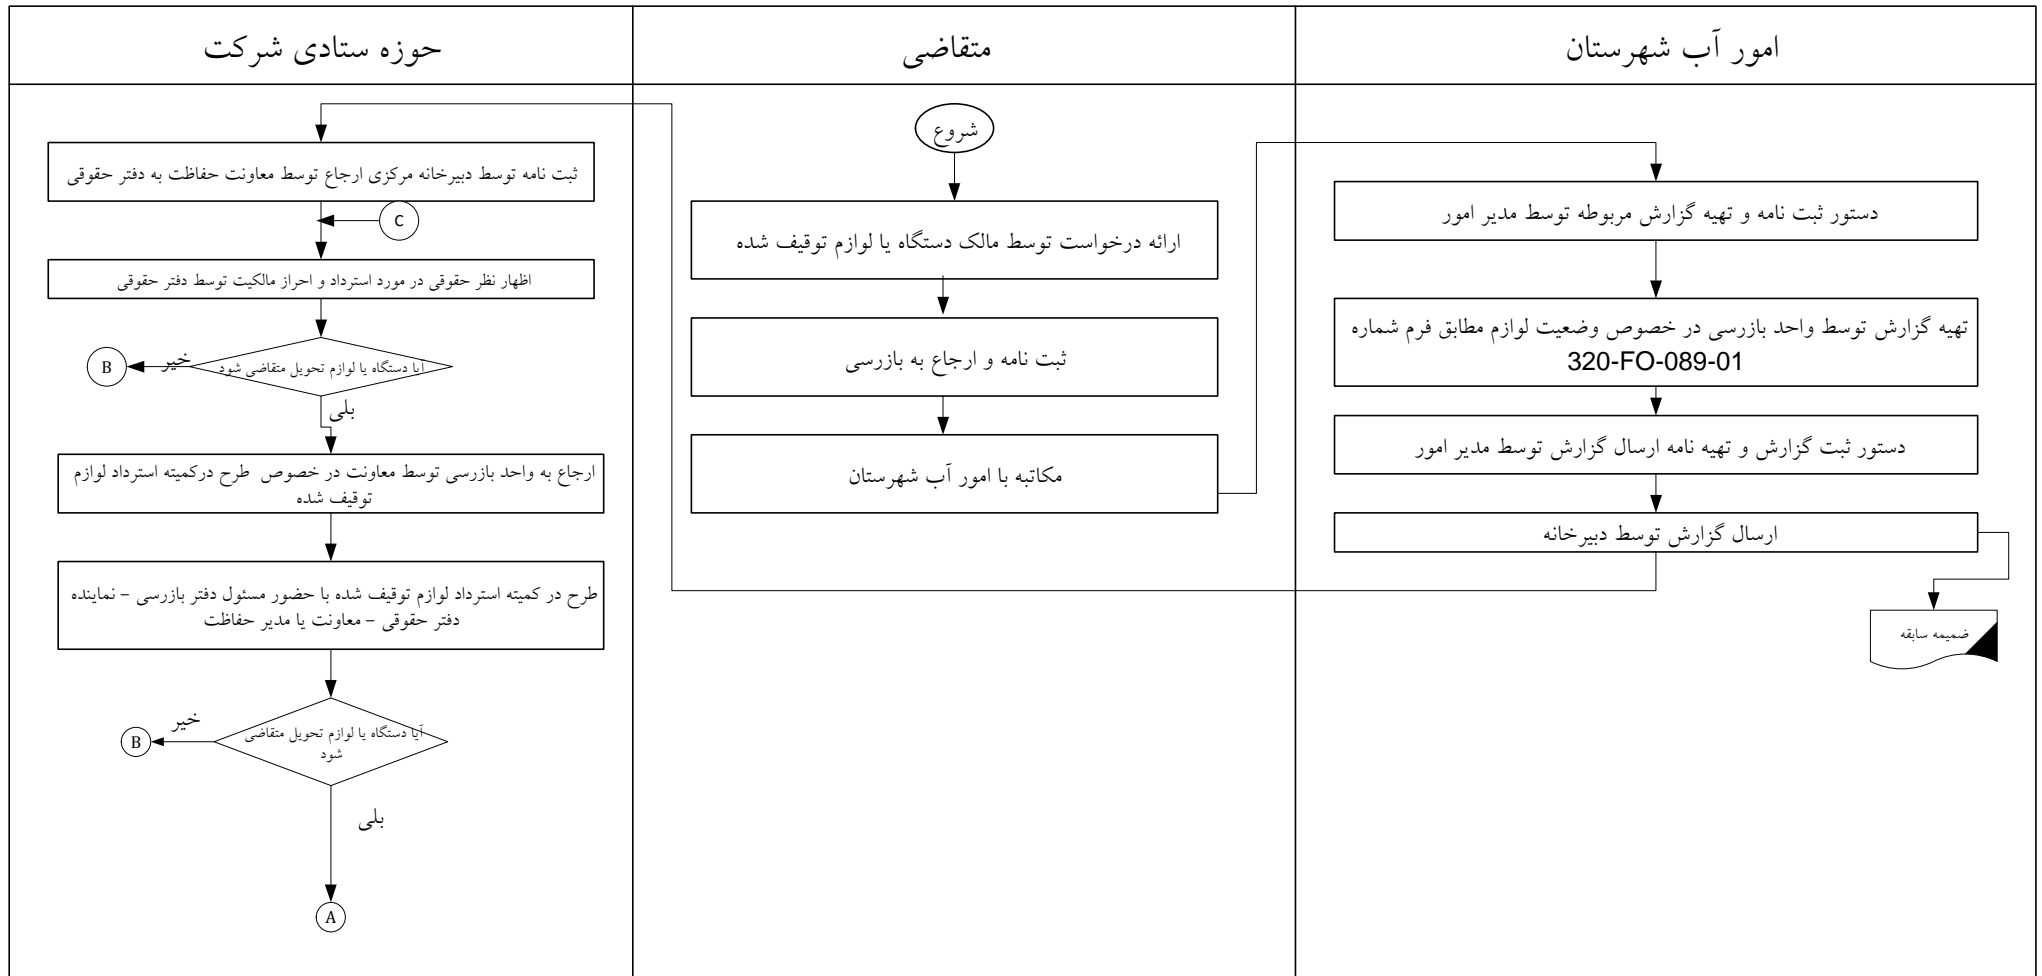 امور آب شهرستان
متقاضی
حوزه ستادی شرکت
شروع
ارائه درخواست توسط مالک دستگاه یا لوازم توقیف شده
ثبت نامه و ارجاع به بازرسی
مکاتبه با امور آب شهرستان
دستور ثبت نامه و تهیه گزارش مربوطه توسط مدیر امور
تهیه گزارش توسط واحد بازرسی در خصوص وضعیت لوازم مطابق فرم شماره
320-FO-089-01
دستور ثبت گزارش و تهیه نامه ارسال گزارش توسط مدیر امور
ارسال گزارش توسط دبیرخانه
ضمیمه سابقه
ثبت نامه توسط دبیرخانه مرکزی ارجاع توسط معاونت حفاظت به دفتر حقوقی
C
اظهار نظر حقوقی در مورد استرداد و احراز مالکیت توسط دفتر حقوقی
آیا دستگاه یا لوازم تحویل متقاضی شود
خیر
B
بلی
ارجاع به واحد بازرسی توسط معاونت در خصوص طرح درکمیته استرداد لوازم
توقیف شده
طرح در کمیته استرداد لوازم توقیف شده با حضور مسئول دفتر بازرسی – نماینده
دفتر حقوقی – معاونت یا مدیر حفاظت
آیا دستگاه یا لوازم تحویل متقاضی
شود
خیر
B
بلی
A